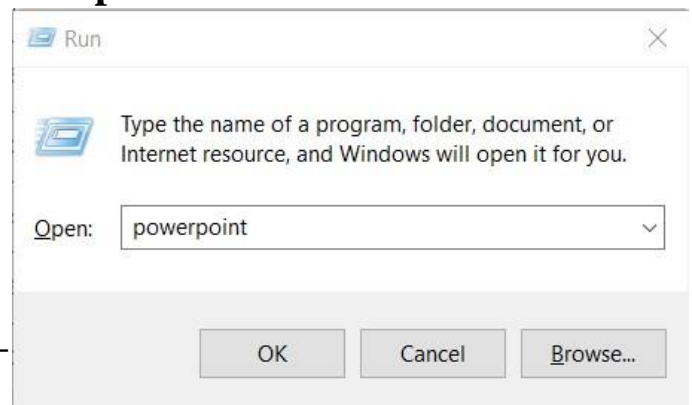 Run
Type the name of a program, folder, document, or
Internet resource, and Windows will open it for you.
Open: powerpoint
OK Cancel Browse...